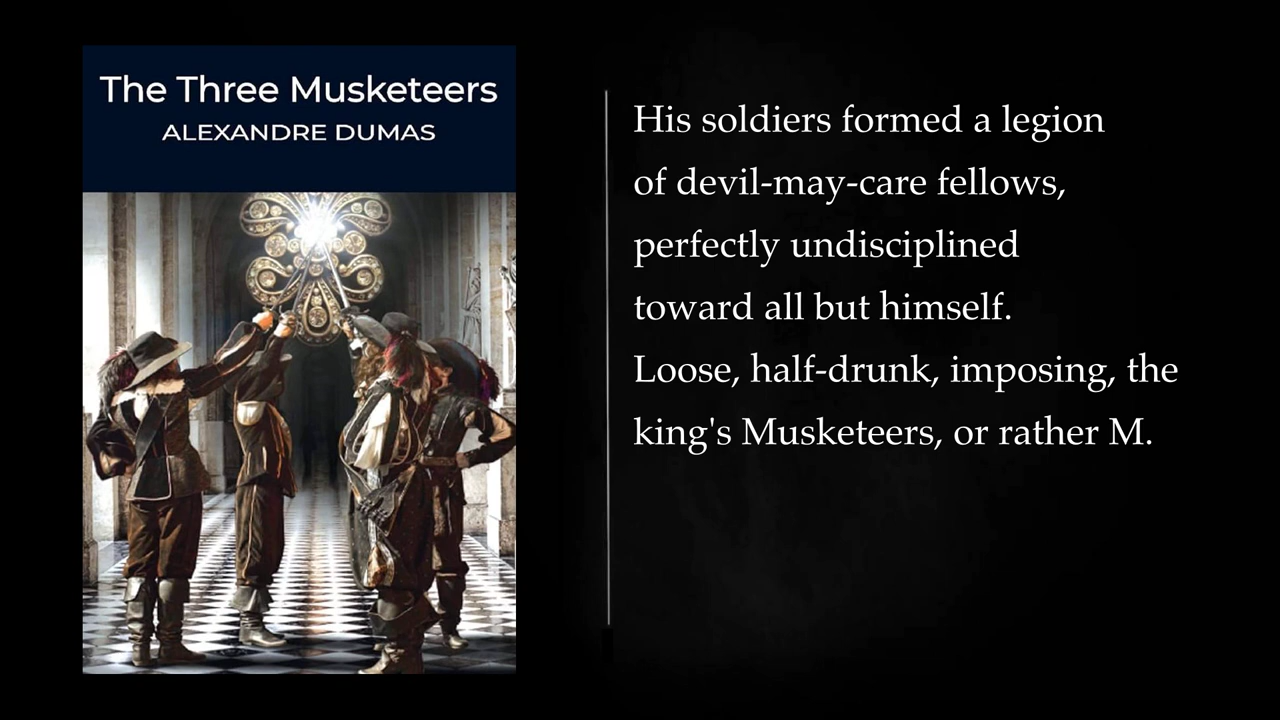 The Three Musketeers
ALEXANDRE DUMAS
His soldiers formed a legion
of devil-may-care fellows,
perfectly undisciplined
toward all but himself.
Loose, half-drunk, imposing, the
king's Musketeers, or rather M.